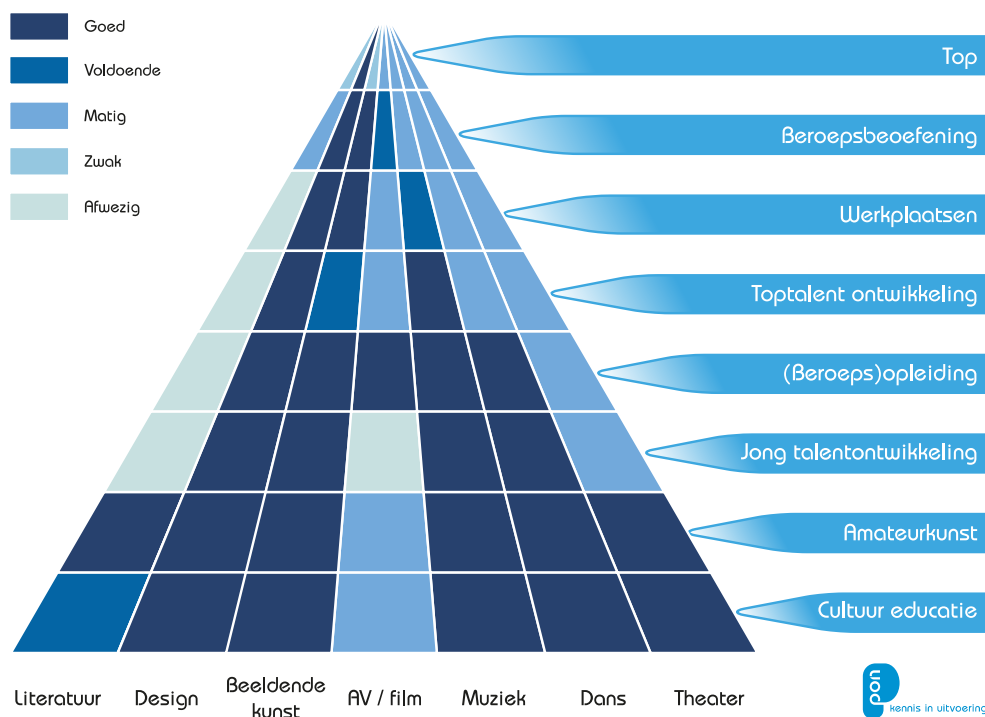 Goed
Voldoende
Matig
Zwak
Afwezig
Top
Beroepsbeoefening
Werkplaatsen
Toptalent ontwikkeling
(Beroeps)opleiding
Jong talentontwikkeling
Amateurkunst
Cultuur educatie
Literatuur
Design
Beeldende
kunst
AV / film
Muziek
Dans
Theater
pon
kennis in uitvoering